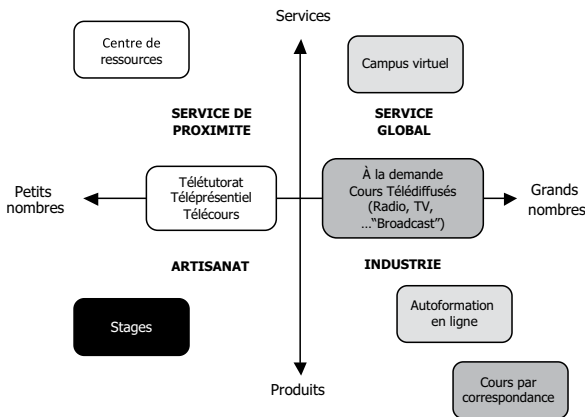 Services
Centre de
ressources
Campus virtuel
SERVICE DE
PROXIMITE
SERVICE
GLOBAL
Petits
nombres
Télétutorat
Téléprésentiel
Télécours
À la demande
Cours Télédiffusés
(Radio, TV,
…“Broadcast”)
Grands
nombres
ARTISANAT
INDUSTRIE
Stages
Autoformation
en ligne
Produits
Cours par
correspondance